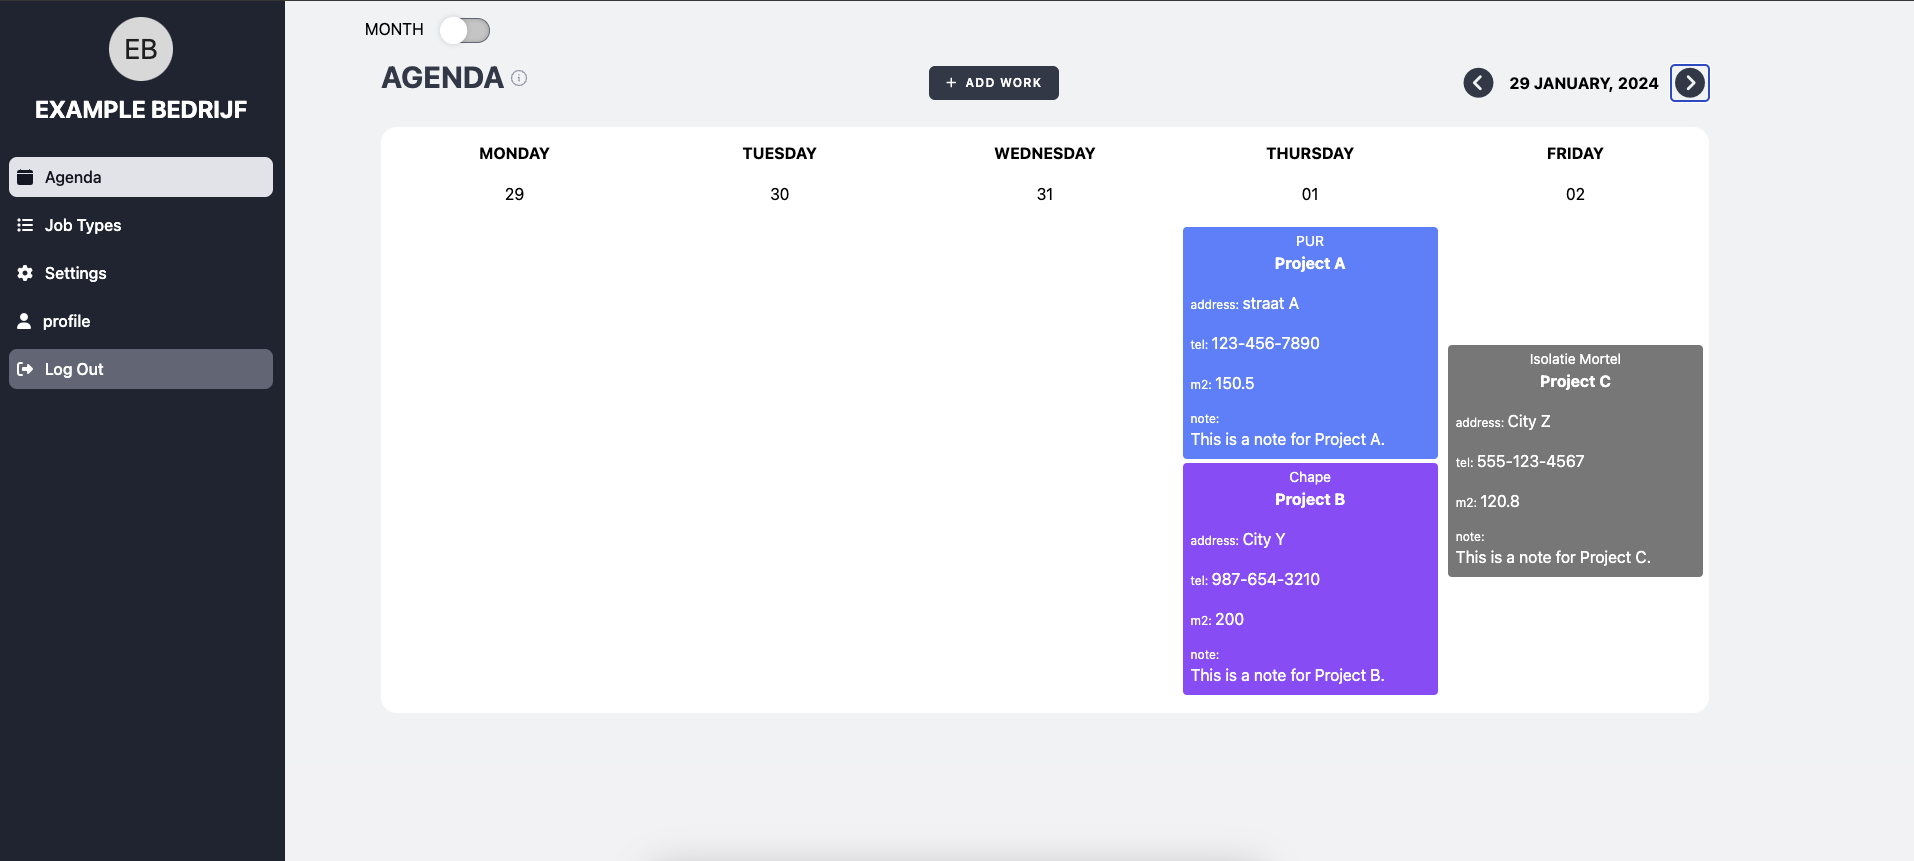 EB
EXAMPLE BEDRIJF
Agenda
Job Types
Settings
profile
Log Out
MONTH
AGENDA
+ ADD WORK
29 JANUARY, 2024
MONDAY
29
TUESDAY
30
WEDNESDAY
31
THURSDAY
01
PUR
Project A
address: straat A
tel: 123-456-7890
m2: 150.5
note:
This is a note for Project A.
Chape
Project B
address: City Y
tel: 987-654-3210
m2: 200
note:
This is a note for Project B.
FRIDAY
02
Isolatie Mortel
Project C
address: City Z
tel: 555-123-4567
m2: 120.8
note:
This is a note for Project C.